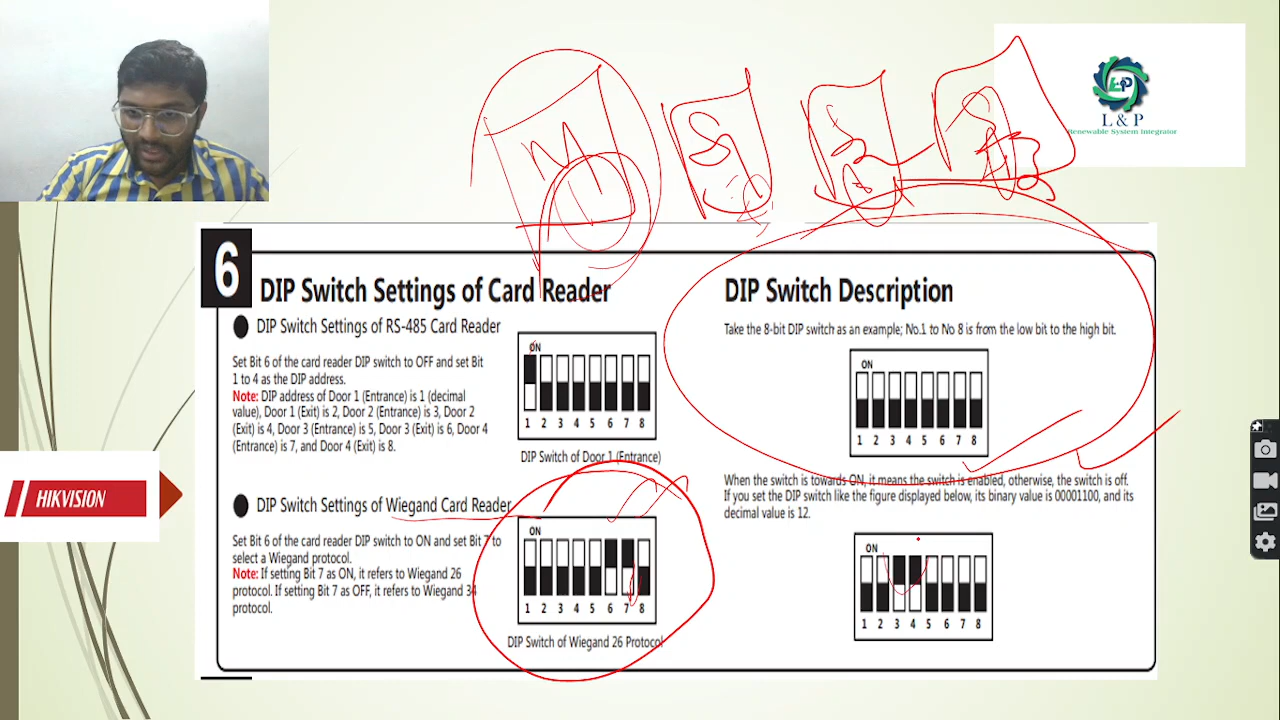 L & P
Renewable System Integrator
M
S
S
S
6
DIP Switch Settings of Card Reader
DIP Switch Settings of RS-485 Card Reader
Set Bit 6 of the card reader DIP switch to OFF and set Bit
1 to 4 as the DIP address.
Note: DIP address of Door 1 (Entrance) is 1 (decimal
value), Door 1 (Exit) is 2, Door 2 (Entrance) is 3, Door 2
(Exit) is 4, Door 3 (Entrance) is 5, Door 3 (Exit) is 6, Door 4
(Entrance) is 7, and Door 4 (Exit) is 8.
ON
1 2 3 4 5 6 7 8
DIP Switch of Door 1 (Entrance)
DIP Switch Settings of Wiegand Card Reader
Set Bit 6 of the card reader DIP switch to ON and set Bit 7 to
select a Wiegand protocol.
Note: If setting Bit 7 as ON, it refers to Wiegand 26
protocol. If setting Bit 7 as OFF, it refers to Wiegand 34
protocol.
ON
1 2 3 4 5 6 7 8
DIP Switch of Wiegand 26 Protocol
DIP Switch Description
Take the 8-bit DIP switch as an example; No.1 to No 8 is from the low bit to the high bit.
ON
1 2 3 4 5 6 7 8
When the switch is towards ON, it means the switch is enabled, otherwise, the switch is off.
If you set the DIP switch like the figure displayed below, its binary value is 00001100, and its
decimal value is 12.
ON
1 2 3 4 5 6 7 8
HIKVISION